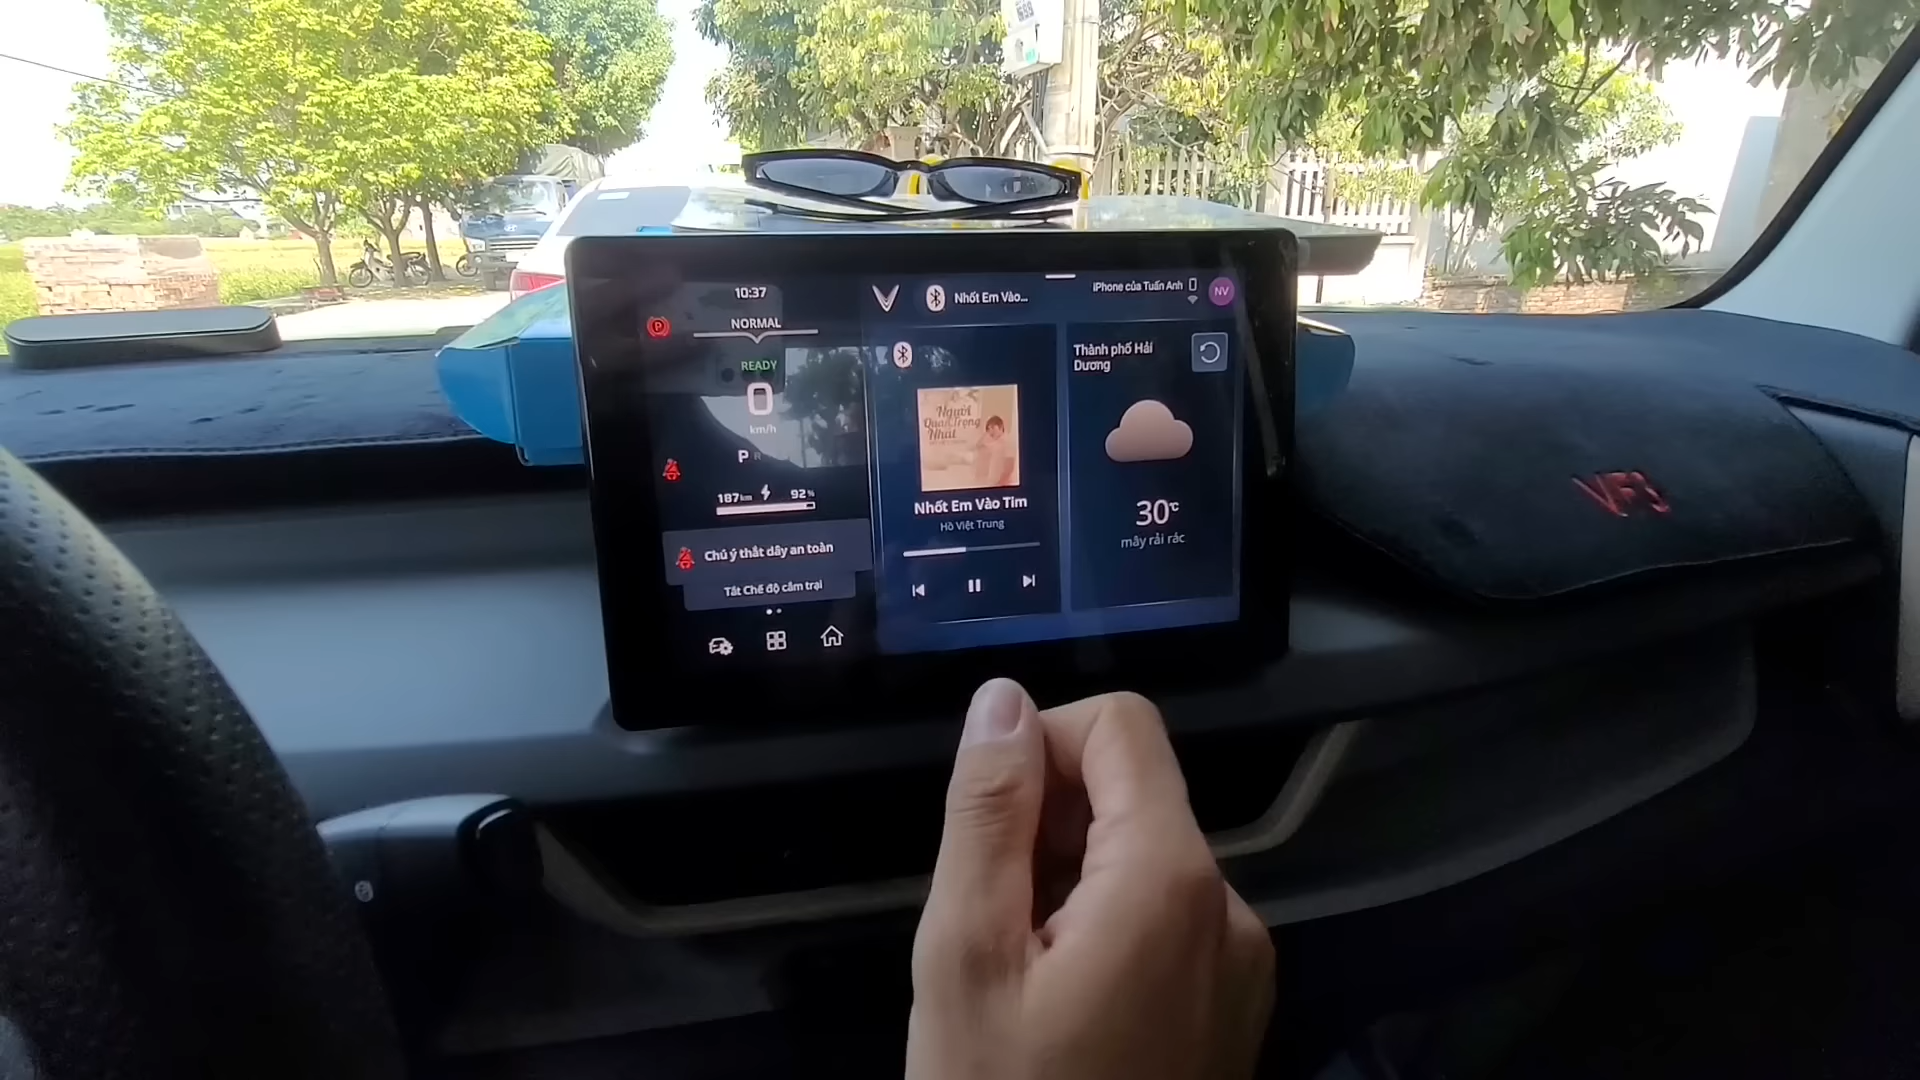 10:37
NORMAL
READY
0
km/h
P R
187km 92%
Chú ý thắt dây an toàn
Tắt Chế độ cắm trại
Nhốt Em Vào...
iPhone của Tuấn Anh
NV
Người
Quan Trọng
Nhất
Nhốt Em Vào Tim
Hồ Việt Trung
Thành phố Hải
Dương
30°C
mây rải rác
VF3